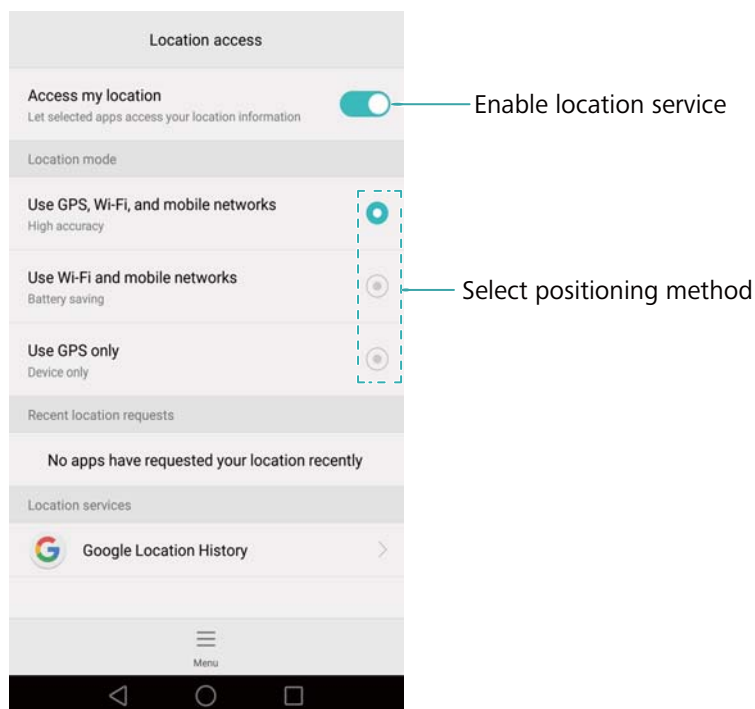 Location access
Access my location
Let selected apps access your location information
Enable location service
Location mode
Use GPS, Wi-Fi, and mobile networks
High accuracy
Use Wi-Fi and mobile networks
Battery saving
Select positioning method
Use GPS only
Device only
Recent location requests
No apps have requested your location recently
Location services
G
Google Location History
Menu